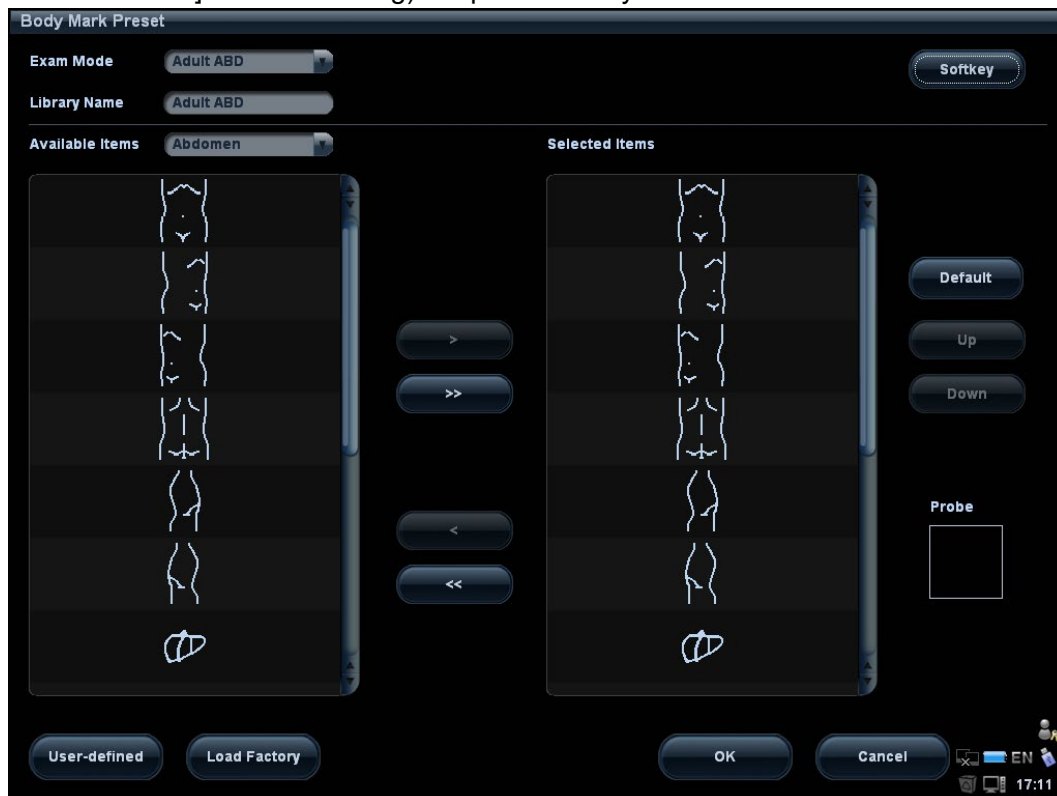 Body Mark Preset
Exam Mode Adult ABD
Softkey
Library Name Adult ABD
Available Items Abdomen
Selected Items
Default
> Up
>> Down
Probe
<
<<
User-defined Load Factory OK Cancel
EN
17:11